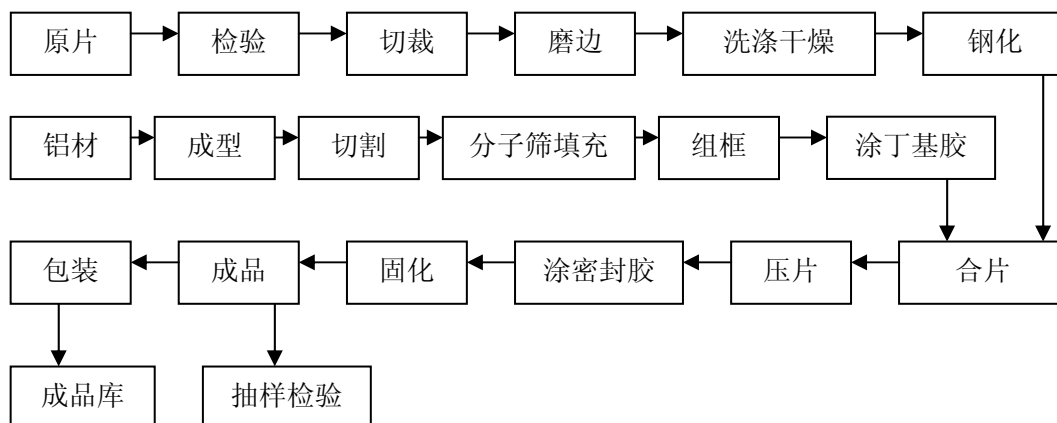 原片 检验 切裁 磨边 洗涤干燥 钢化
铝材 成型 切割 分子筛填充 组框 涂丁基胶
包装 成品 固化 涂密封胶 压片 合片
成品库 抽样检验